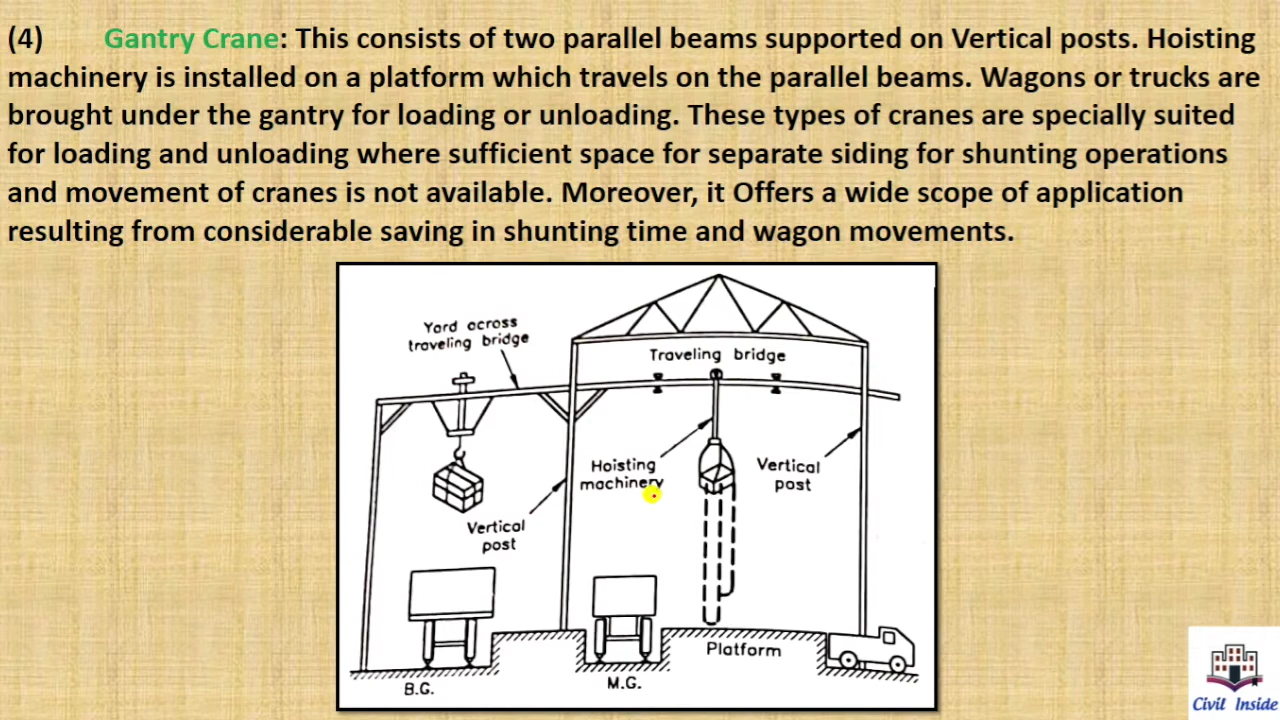 (4) Gantry Crane: This consists of two parallel beams supported on Vertical posts. Hoisting
machinery is installed on a platform which travels on the parallel beams. Wagons or trucks are
brought under the gantry for loading or unloading. These types of cranes are specially suited
for loading and unloading where sufficient space for separate siding for shunting operations
and movement of cranes is not available. Moreover, it Offers a wide scope of application
resulting from considerable saving in shunting time and wagon movements.
Yard across
traveling bridge
Traveling bridge
Hoisting
machinery
Vertical
post
Vertical
post
Platform
B.G.
M.G.
Civil Inside